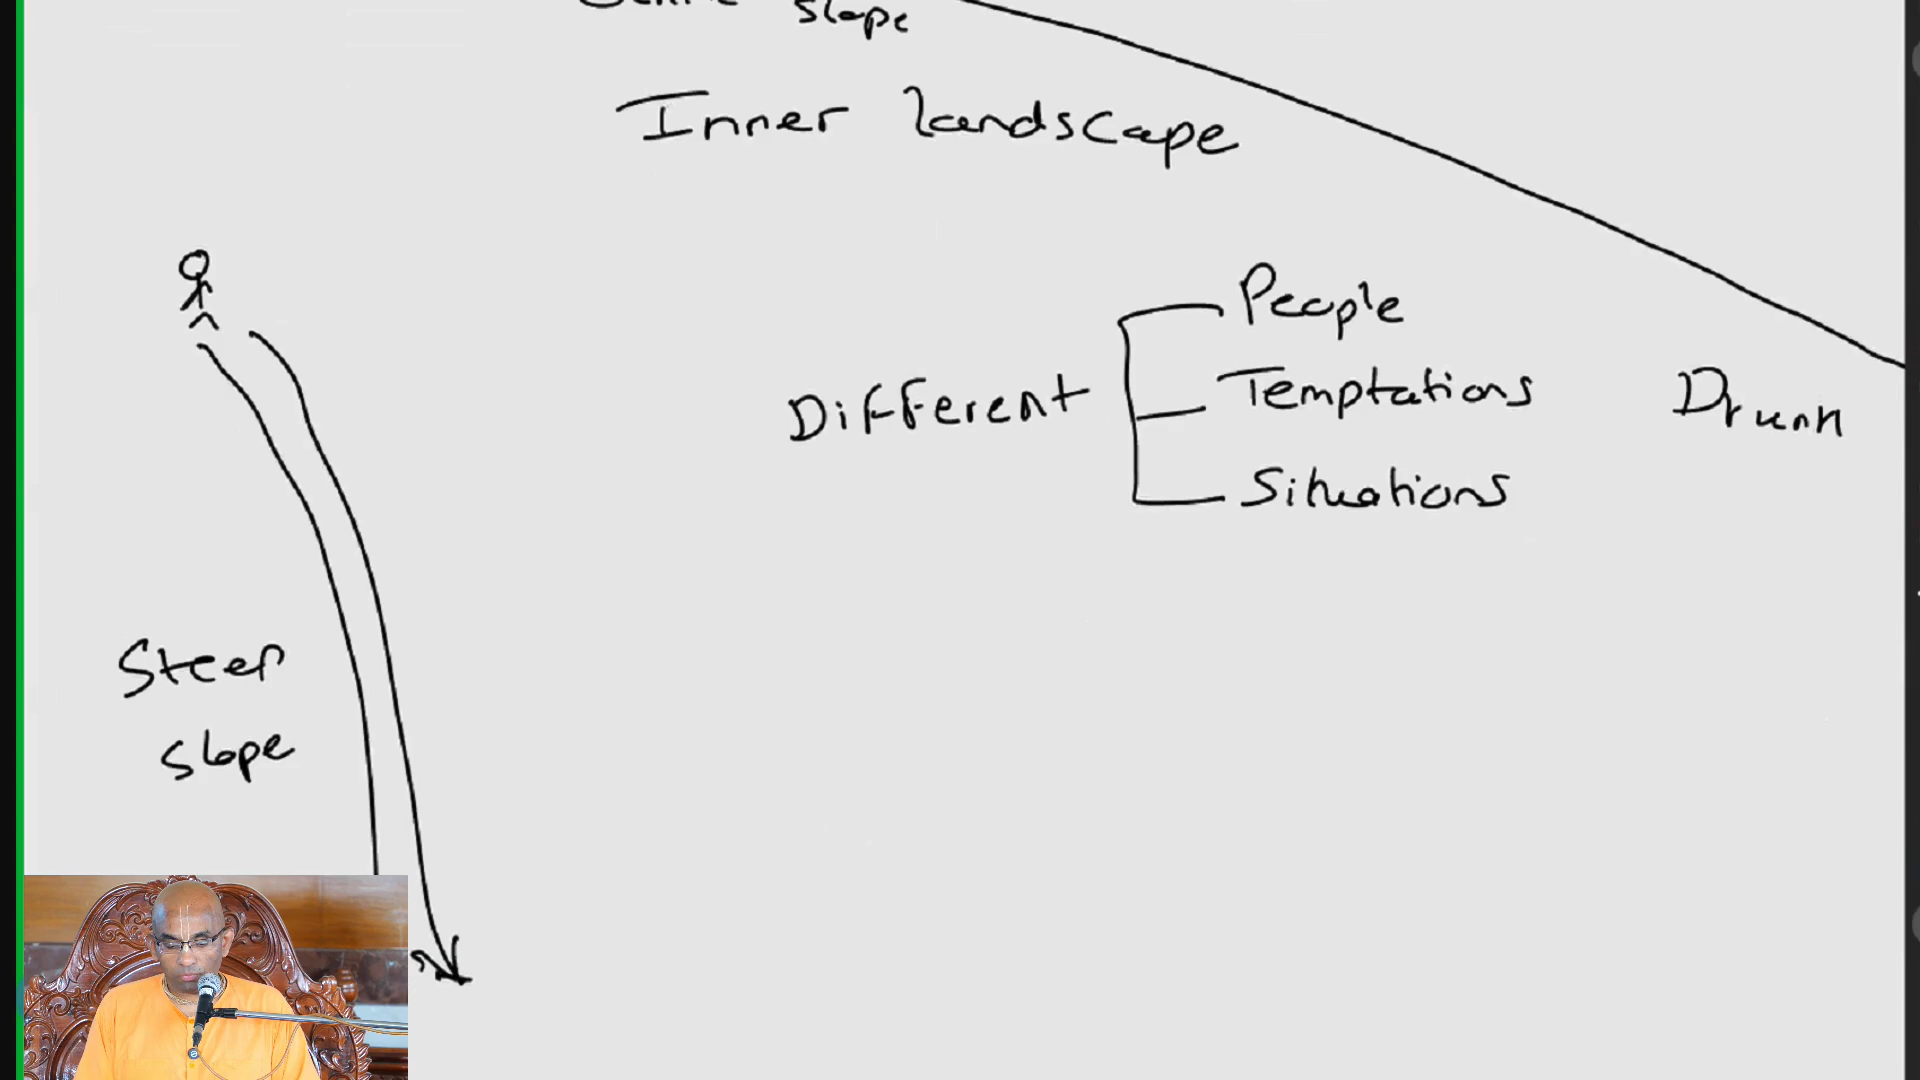 slope
Inner landscape
People
Different
Temptations
Drunk
Situations
Steep
slope